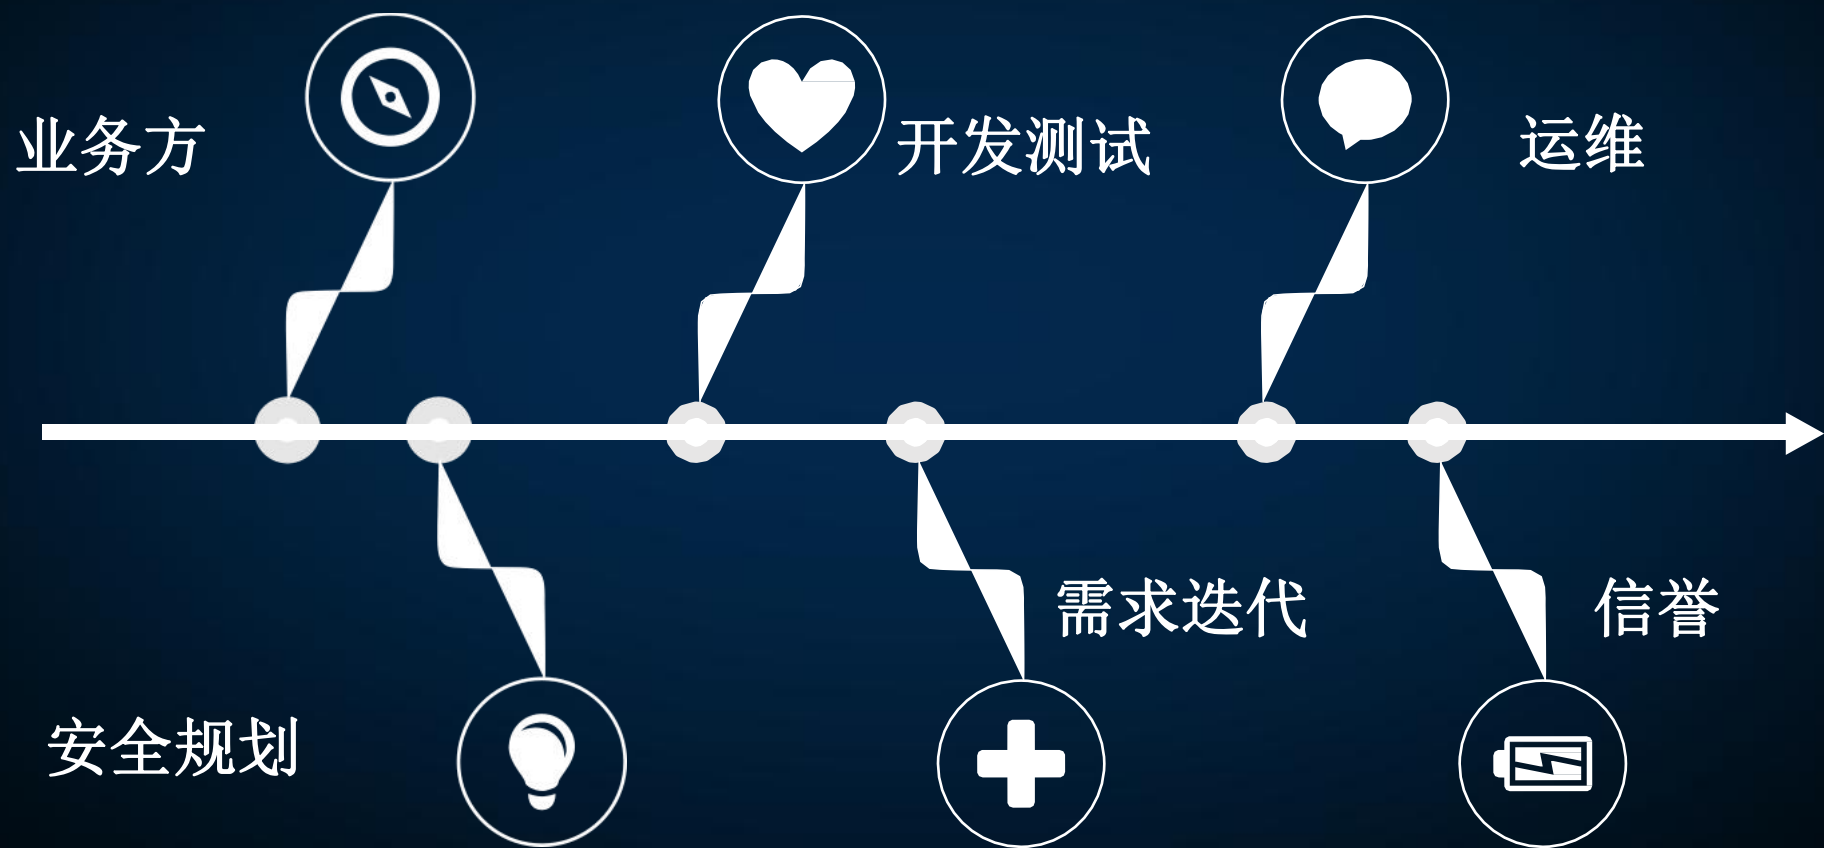 业务方
开发测试
运维
需求迭代
信誉
安全规划